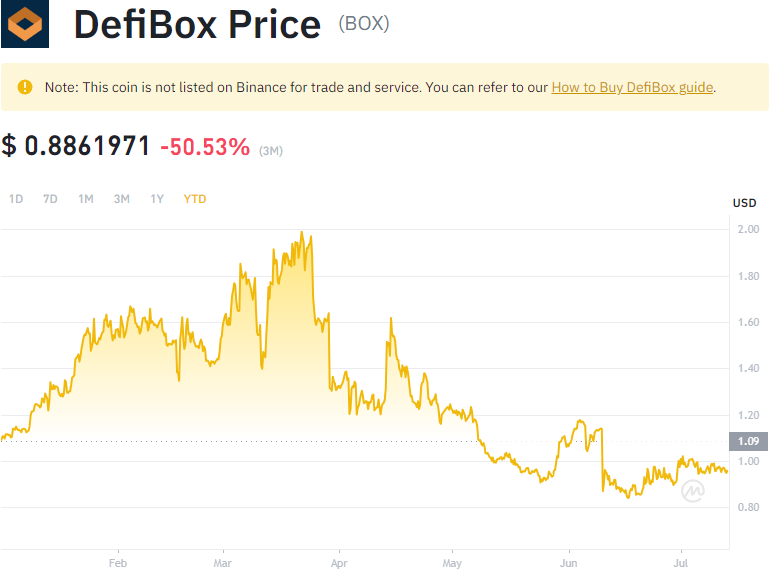 DefiBox Price (BOX)
Note: This coin is not listed on Binance for trade and service. You can refer to our How to Buy DefiBox guide.
$ 0.8861971 -50.53% (3M)
1D 7D 1M 3M 1Y YTD
USD
2.00
1.80
1.60
1.40
1.20
1.09
1.00
0.80
Feb Mar Apr May Jun Jul